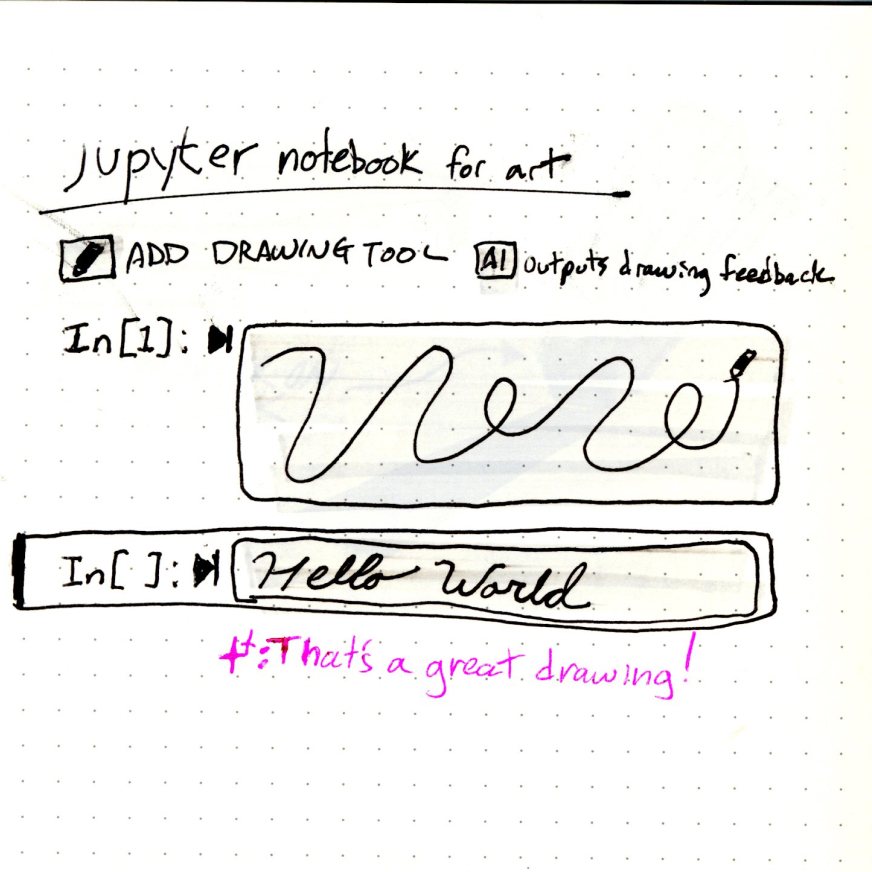 Jupyter notebook for art
ADD DRAWING TOOL AI outputs drawing feedback
In[1]:
In[ ]: Hello World
#:That's a great drawing!